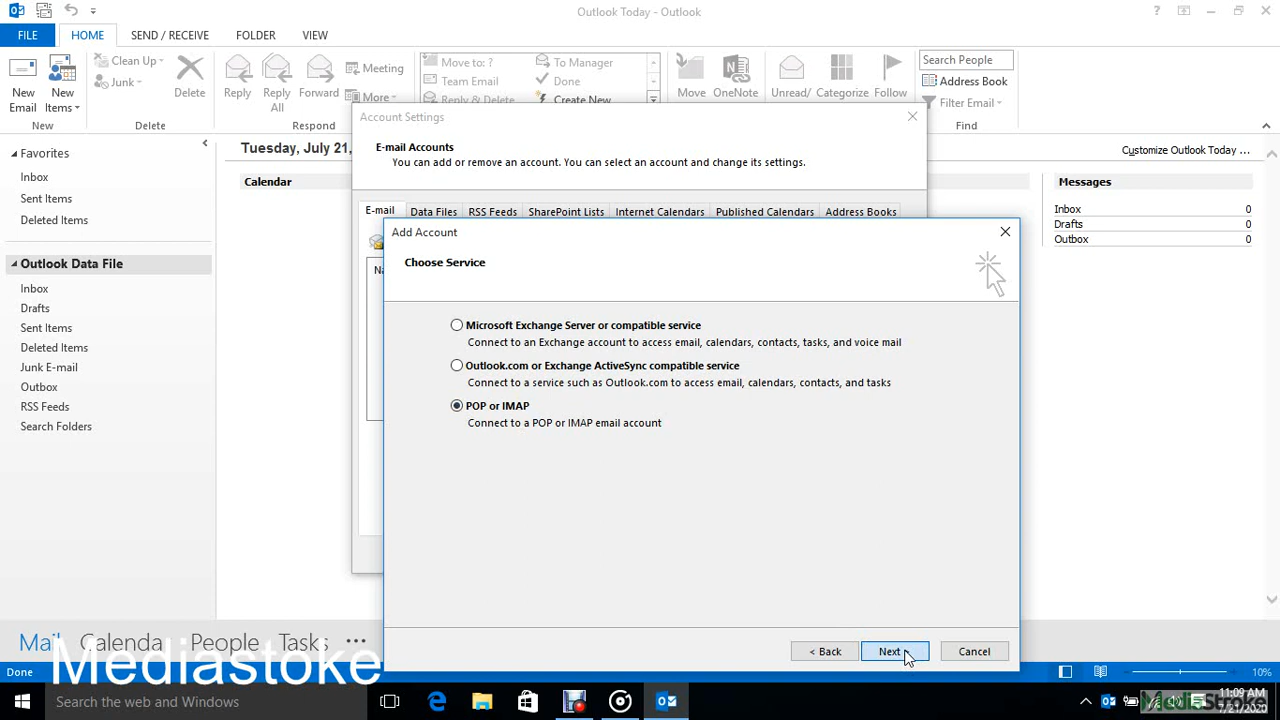 Outlook Today - Outlook
FILE HOME SEND / RECEIVE FOLDER VIEW
New Email
New Items
Clean Up
Junk
Delete
Reply
Reply All
Forward
Meeting
More
Move to: ?
Team Email
Reply & Delete
To Manager
Done
Create New
Move
OneNote
Unread/
Categorize
Follow
Search People
Address Book
Filter Email
New Delete Respond Find
Favorites
Inbox
Sent Items
Deleted Items
Outlook Data File
Inbox
Drafts
Sent Items
Deleted Items
Junk E-mail
Outbox
RSS Feeds
Search Folders
Tuesday, July 21,
Customize Outlook Today ...
Calendar
Messages
Inbox 0
Drafts 0
Outbox 0
Account Settings
E-mail Accounts
You can add or remove an account. You can select an account and change its settings.
E-mail Data Files RSS Feeds SharePoint Lists Internet Calendars Published Calendars Address Books
Add Account
Choose Service
Microsoft Exchange Server or compatible service
Connect to an Exchange account to access email, calendars, contacts, tasks, and voice mail
Outlook.com or Exchange ActiveSync compatible service
Connect to a service such as Outlook.com to access email, calendars, contacts, and tasks
POP or IMAP
Connect to a POP or IMAP email account
< Back Next Cancel
Mail Calenda People Tasks •••
Mediastoke
Done
10%
Search the web and Windows
11:09 AM
7/21/2020
MediaStroke